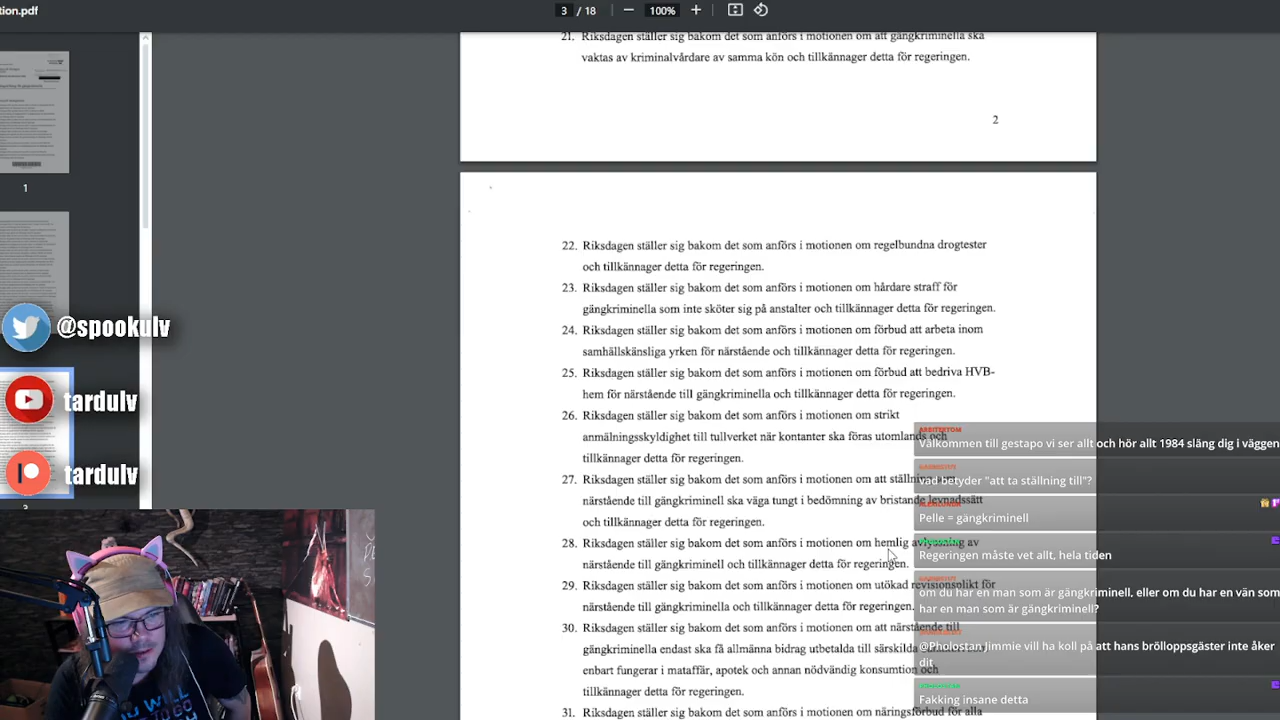 tion.pdf
3 / 18
100%
21. Riksdagen ställer sig bakom det som anförs i motionen om att gängkriminella ska
vaktas av kriminalvårdare av samma kön och tillkännager detta för regeringen.
2
1
22. Riksdagen ställer sig bakom det som anförs i motionen om regelbundna drogtester
och tillkännager detta för regeringen.
23. Riksdagen ställer sig bakom det som anförs i motionen om hårdare straff för
gängkriminella som inte sköter sig på anstalter och tillkännager detta för regeringen.
24. Riksdagen ställer sig bakom det som anförs i motionen om förbud att arbeta inom
samhällskänsliga yrken för närstående och tillkännager detta för regeringen.
25. Riksdagen ställer sig bakom det som anförs i motionen om förbud att bedriva HVB-
hem för närstående till gängkriminella och tillkännager detta för regeringen.
26. Riksdagen ställer sig bakom det som anförs i motionen om strikt
anmälningsskyldighet till tullverket när kontanter ska föras utomlands och
tillkännager detta för regeringen.
27. Riksdagen ställer sig bakom det som anförs i motionen om att
närstående till gängkriminell ska väga tungt i bedömning av bristande levnadssätt
och tillkännager detta för regeringen.
28. Riksdagen ställer sig bakom det som anförs i motionen om hemlig avlyssning av
närstående till gängkriminell och tillkännager detta för regeringen.
29. Riksdagen ställer sig bakom det som anförs i motionen om utökad revisionsplikt för
närstående till gängkriminella och tillkännager detta för regeringen.
30. Riksdagen ställer sig bakom det som anförs i motionen om att närstående till
gängkriminella endast ska få allmänna bidrag utbetalda till särskilda
enbart fungerar i mataffär, apotek och annan nödvändig konsumtion och
tillkännager detta för regeringen.
31. Riksdagen ställer sig bakom det som anförs i motionen om näringsförbud för alla
@spookulv
tardulv
tardulv
Välkommen till gestapo vi ser allt och hör allt 1984 släng dig i väggen
vad betyder "att ta ställning till"?
Pelle = gängkriminell
Regeringen måste vet allt, hela tiden
om du har en man som är gängkriminell, eller om du har en vän som
har en man som är gängkriminell?
@Pholostan Jimmie vill ha koll på att hans bröllopsgäster inte åker
dit
Fakking insane detta